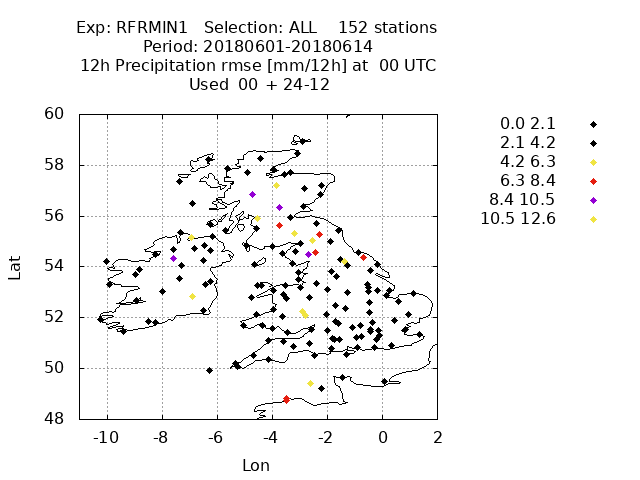 Exp: RFRMIN1   Selection: ALL    152 stations
Period: 20180601-20180614
12h Precipitation rmse [mm/12h] at  00 UTC
Used  00 + 24-12
0.0 2.1
2.1 4.2
4.2 6.3
6.3 8.4
8.4 10.5
10.5 12.6
Lat
60
58
56
54
52
50
48
-10 -8 -6 -4 -2 0 2
Lon